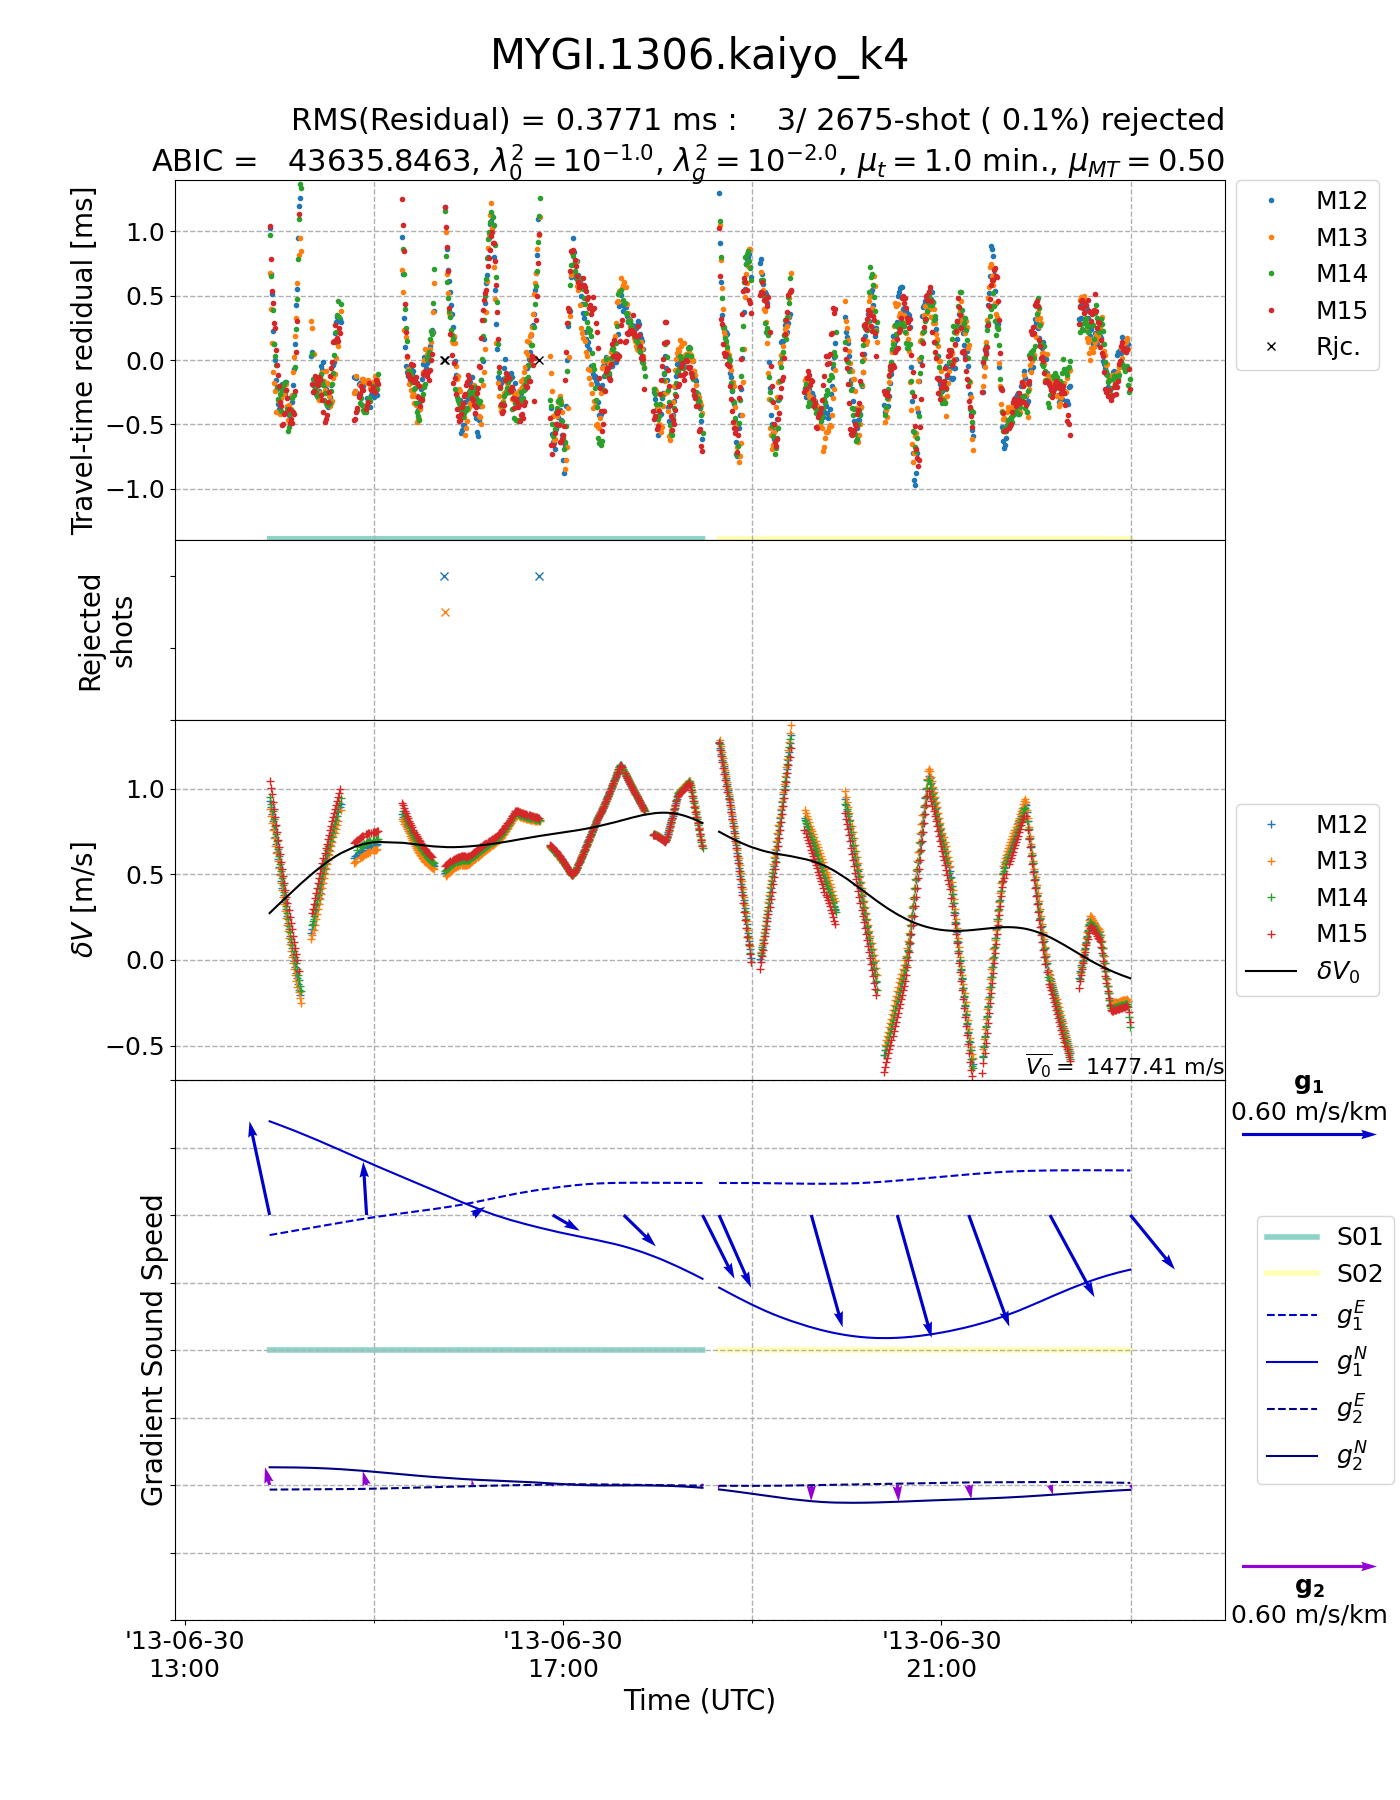 MYGI.1306.kaiyo_k4
RMS(Residual) = 0.3771 ms :    3/ 2675-shot ( 0.1%) rejected
ABIC =   43635.8463, λ₀² = 10⁻¹·⁰, λg² = 10⁻²·⁰, μt = 1.0 min., μMT = 0.50
Travel-time redidual [ms]
1.0
0.5
0.0
−0.5
−1.0
M12
M13
M14
M15
Rjc.
Rejected
shots
δV [m/s]
1.0
0.5
0.0
−0.5
V̅₀ = 1477.41 m/s
M12
M13
M14
M15
δV₀
g₁
0.60 m/s/km
Gradient Sound Speed
S01
S02
g₁ᴱ
g₁ᴺ
g₂ᴱ
g₂ᴺ
g₂
0.60 m/s/km
'13-06-30
13:00
'13-06-30
17:00
'13-06-30
21:00
Time (UTC)